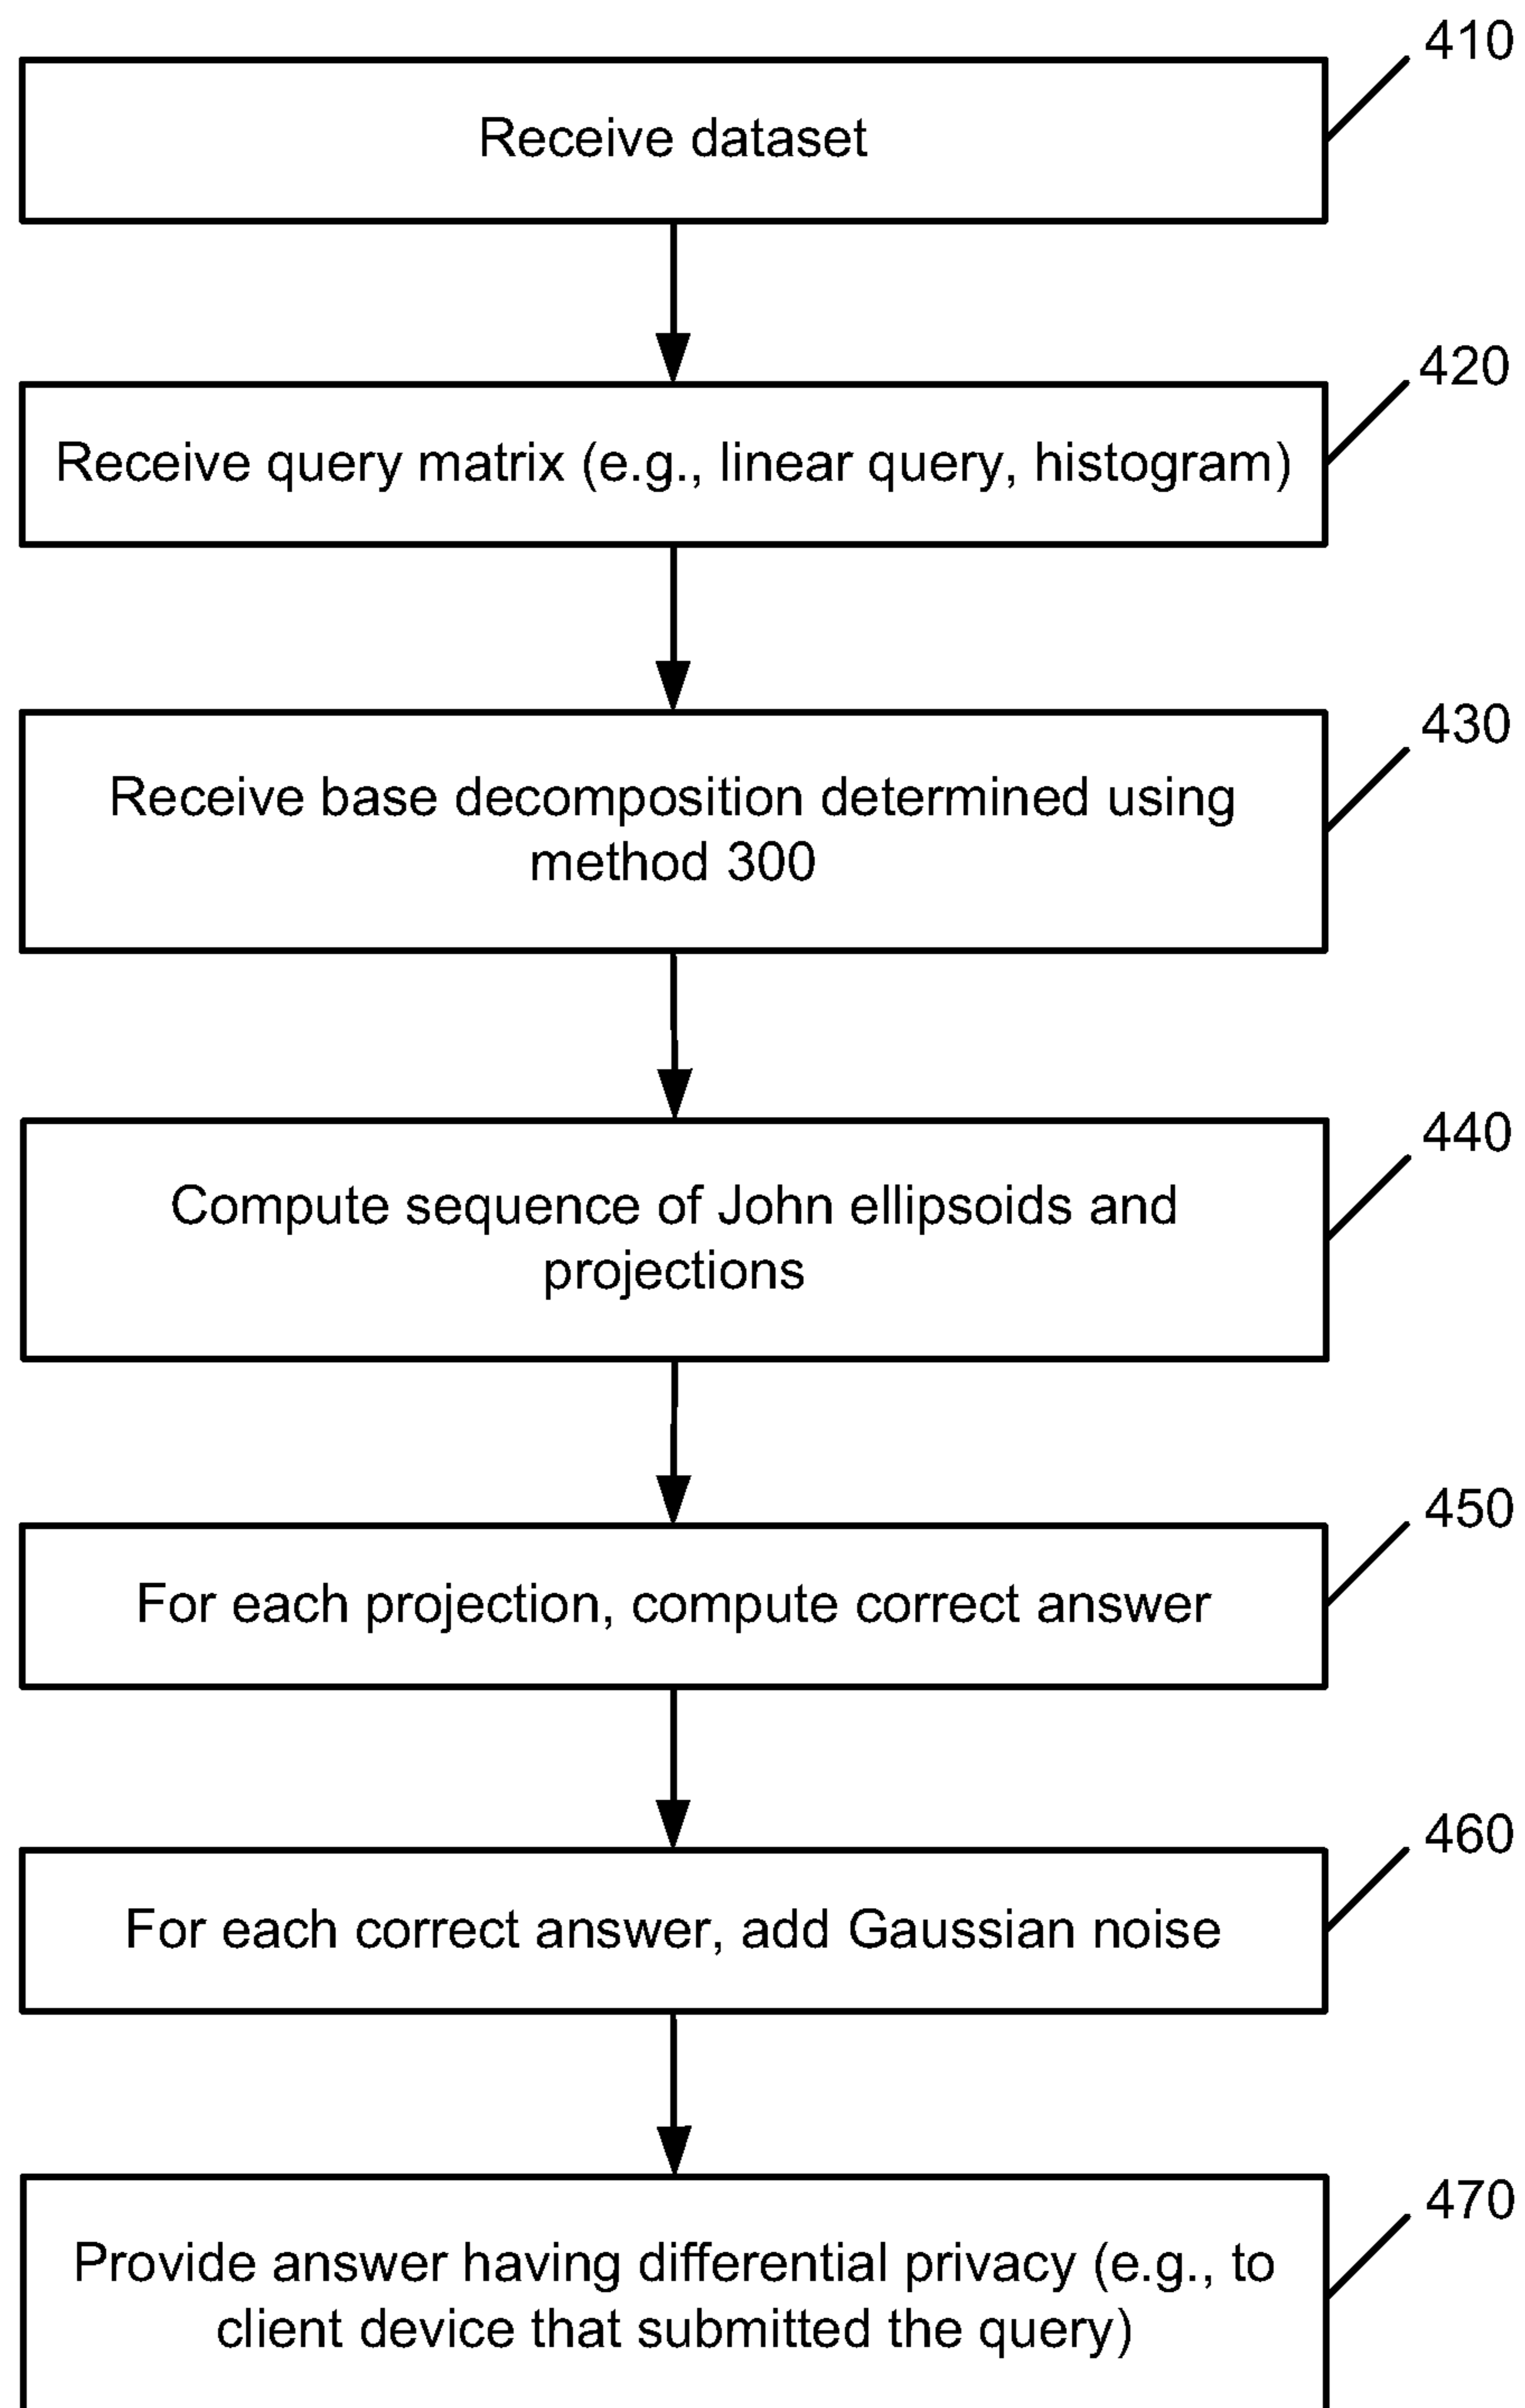 410
Receive dataset
420
Receive query matrix (e.g., linear query, histogram)
430
Receive base decomposition determined using
method 300
440
Compute sequence of John ellipsoids and
projections
450
For each projection, compute correct answer
460
For each correct answer, add Gaussian noise
470
Provide answer having differential privacy (e.g., to
client device that submitted the query)